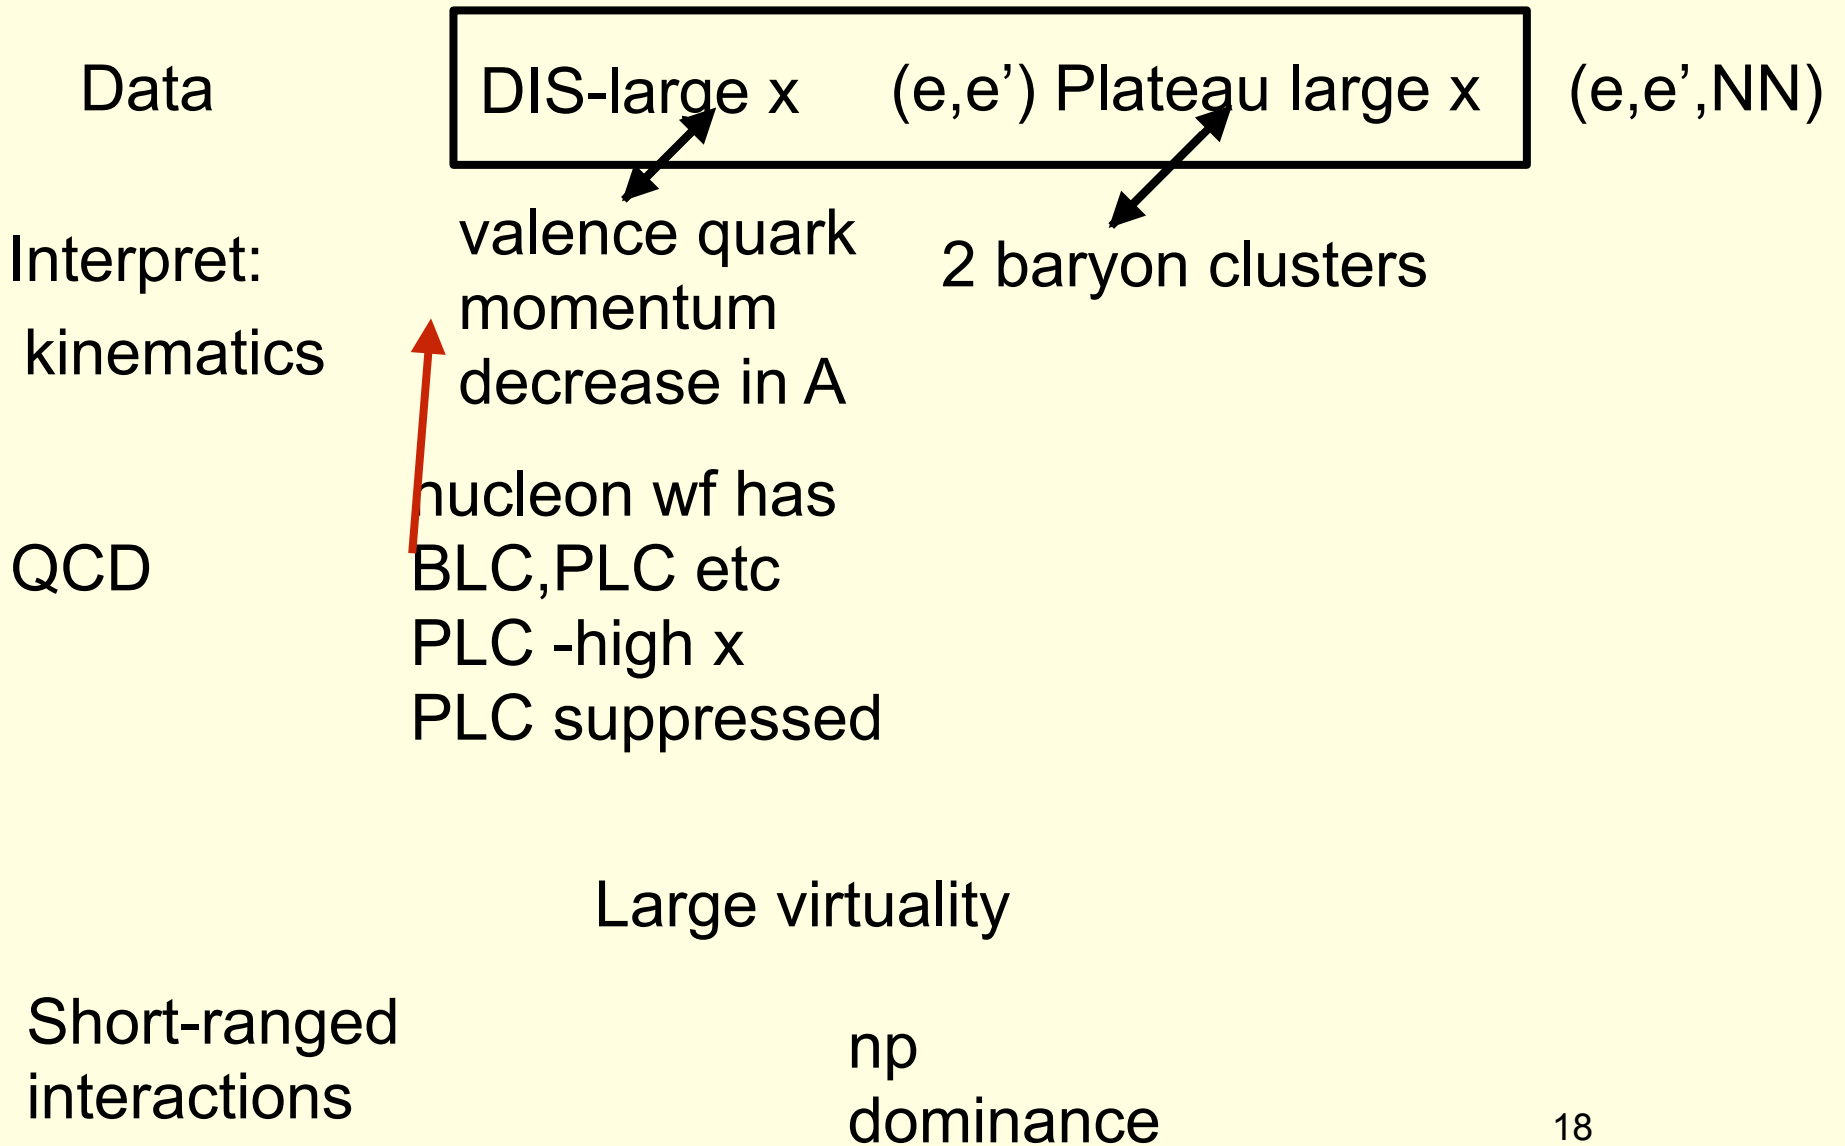 Data
DIS-large x
(e,e’) Plateau large x
(e,e’,NN)
Interpret:
kinematics
valence quark
momentum
decrease in A
2 baryon clusters
QCD
nucleon wf has
BLC,PLC etc
PLC -high x
PLC suppressed
Large virtuality
Short-ranged
interactions
np
dominance
18